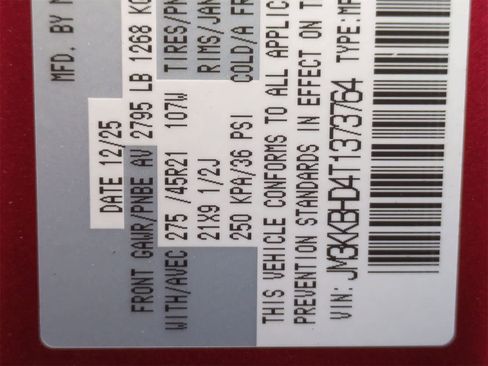 MFD. BY M
DATE 12/25
FRONT GAWR/PNBE AV 2795 LB 1268 KG
WITH/AVEC 275 /45R21 107W TIRES/PN
21X9 1/2J RIMS/JAN
250 KPA/36 PSI COLD/A FR
THIS VEHICLE CONFORMS TO ALL APPLIC
PREVENTION STANDARDS IN EFFECT ON T
VIN: JM3KKBHD4T1373764 TYPE:MP